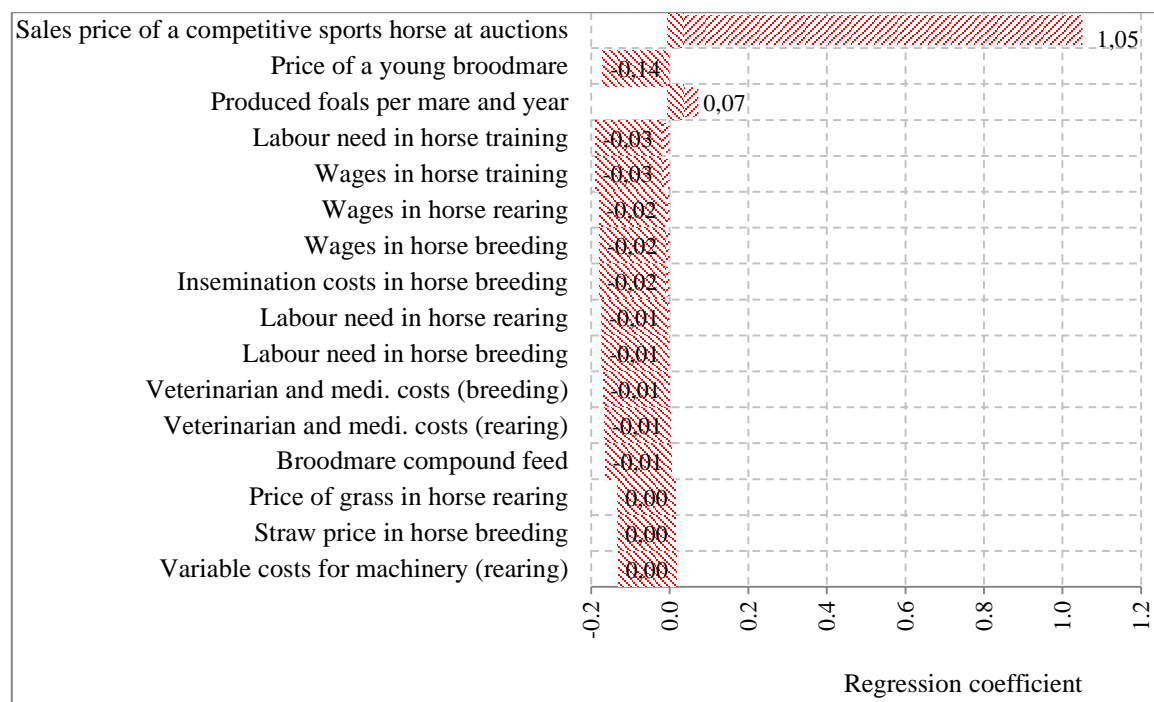 Sales price of a competitive sports horse at auctions
1,05
Price of a young broodmare
-0,14
Produced foals per mare and year
0,07
Labour need in horse training
-0,03
Wages in horse training
-0,03
Wages in horse rearing
-0,02
Wages in horse breeding
-0,02
Insemination costs in horse breeding
-0,02
Labour need in horse rearing
-0,01
Labour need in horse breeding
-0,01
Veterinarian and medi. costs (breeding)
-0,01
Veterinarian and medi. costs (rearing)
-0,01
Broodmare compound feed
-0,01
Price of grass in horse rearing
0,00
Straw price in horse breeding
0,00
Variable costs for machinery (rearing)
0,00
-0.2
0.0
0.2
0.4
0.6
0.8
1.0
1.2
Regression coefficient